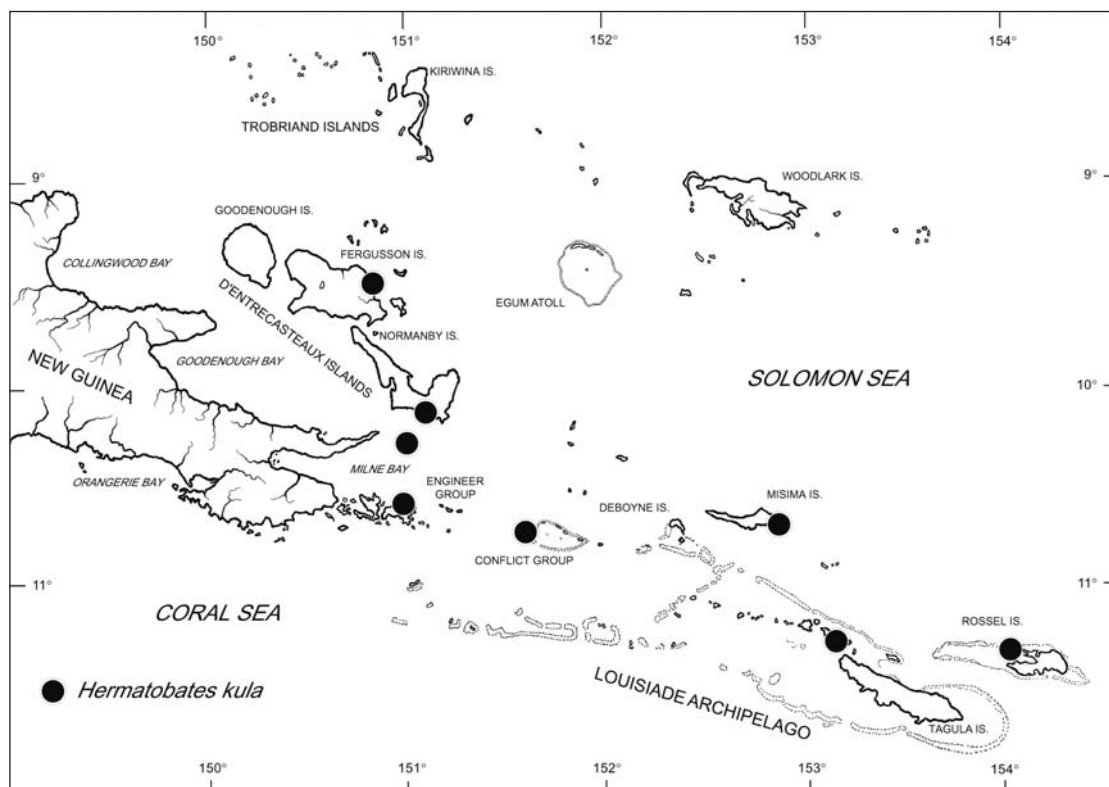 150°
151°
152°
153°
154°
KIRIWINA IS.
TROBRIAND ISLANDS
9°
9°
WOODLARK IS.
GOODENOUGH IS.
FERGUSSON IS.
COLLINGWOOD BAY
EGUM ATOLL
D'ENTRECASTEAUX ISLANDS
NORMANBY IS.
GOODENOUGH BAY
NEW GUINEA
SOLOMON SEA
10°
MILNE BAY
ORANGERIE BAY
ENGINEER
GROUP
DEBOYNE IS.
MISIMA IS.
CONFLICT GROUP
11°
11°
CORAL SEA
ROSSEL IS.
LOUISIADE ARCHIPELAGO
TAGULA IS.
Hermatobates kula
150°
151°
152°
153°
154°